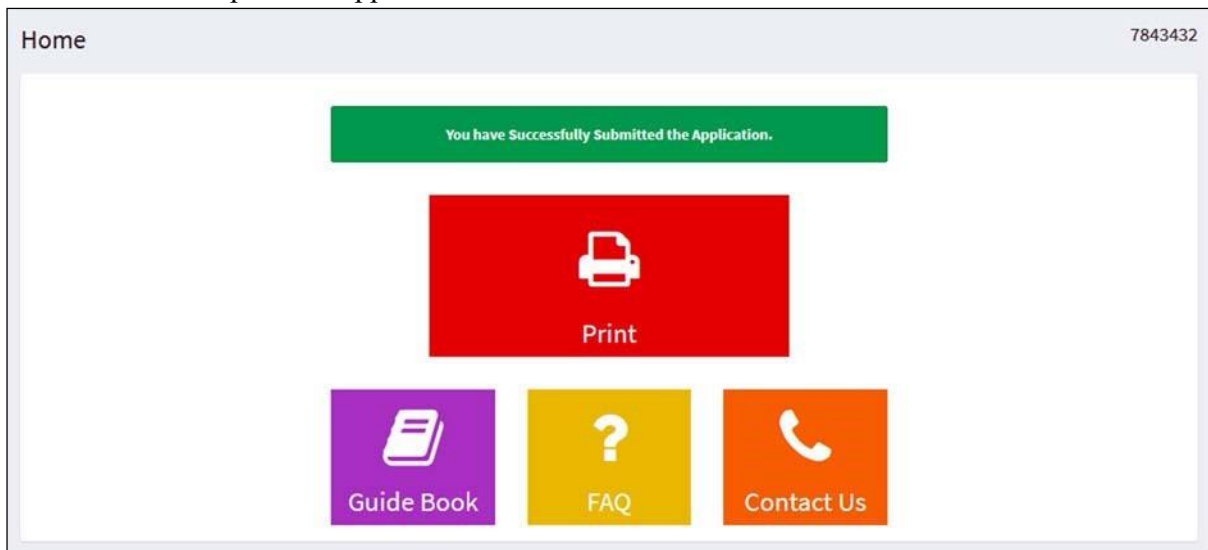 Home
7843432
You have Successfully Submitted the Application.
Print
Guide Book
FAQ
Contact Us